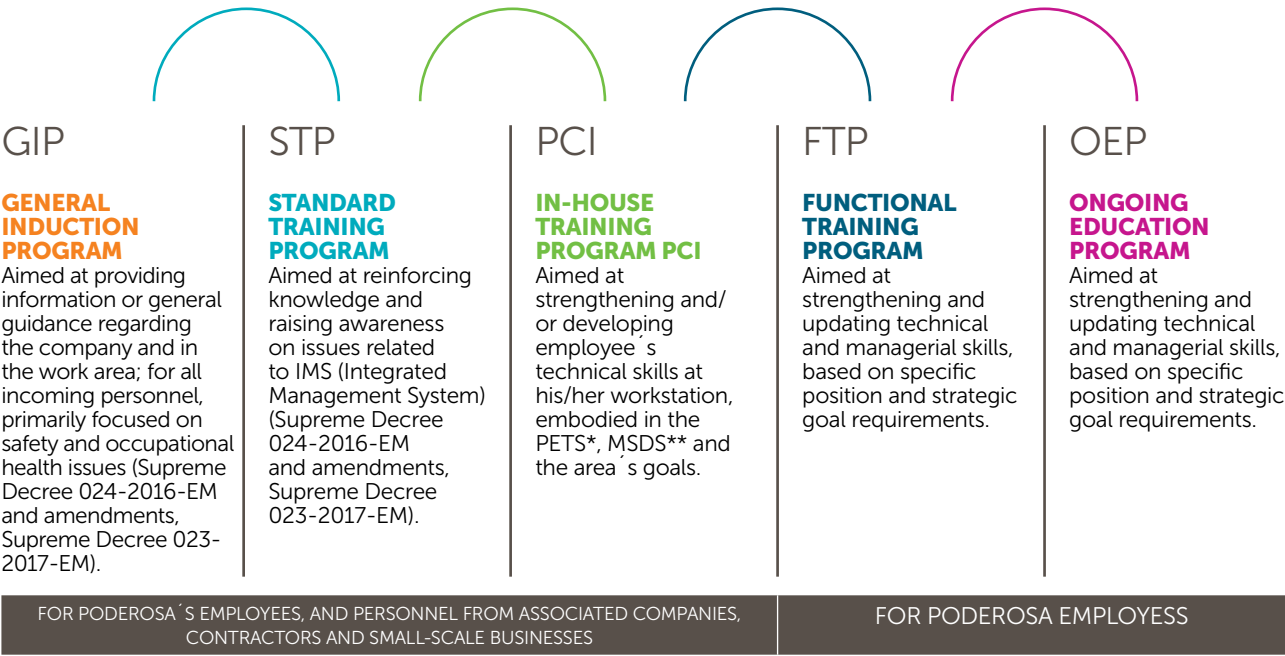 GIP
GENERAL
INDUCTION
PROGRAM
Aimed at providing
information or general
guidance regarding
the company and in
the work area; for all
incoming personnel,
primarily focused on
safety and occupational
health issues (Supreme
Decree 024-2016-EM
and amendments,
Supreme Decree 023-
2017-EM).
STP
STANDARD
TRAINING
PROGRAM
Aimed at reinforcing
knowledge and
raising awareness
on issues related
to IMS (Integrated
Management System)
(Supreme Decree
024-2016-EM
and amendments,
Supreme Decree
023-2017-EM).
PCI
IN-HOUSE
TRAINING
PROGRAM PCI
Aimed at
strengthening and/
or developing
employee´s
technical skills at
his/her workstation,
embodied in the
PETS*, MSDS** and
the area´s goals.
FTP
FUNCTIONAL
TRAINING
PROGRAM
Aimed at
strengthening and
updating technical
and managerial skills,
based on specific
position and strategic
goal requirements.
OEP
ONGOING
EDUCATION
PROGRAM
Aimed at
strengthening and
updating technical
and managerial skills,
based on specific
position and strategic
goal requirements.
FOR PODEROSA´S EMPLOYEES, AND PERSONNEL FROM ASSOCIATED COMPANIES,
CONTRACTORS AND SMALL-SCALE BUSINESSES
FOR PODEROSA EMPLOYESS